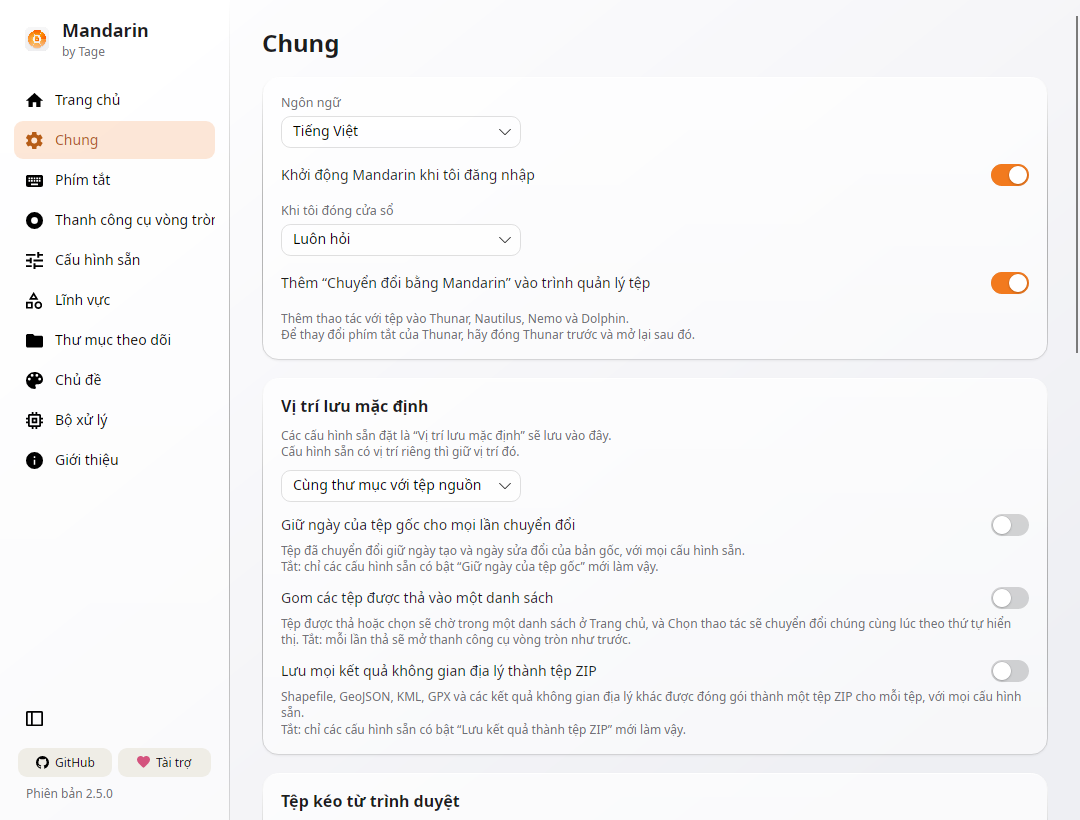 Mandarin
by Tage
Trang chủ
Chung
Phím tắt
Thanh công cụ vòng tròn
Cấu hình sẵn
Lĩnh vực
Thư mục theo dõi
Chủ đề
Bộ xử lý
Giới thiệu
GitHub
Tài trợ
Phiên bản 2.5.0
Chung
Ngôn ngữ
Tiếng Việt
Khởi động Mandarin khi tôi đăng nhập
Khi tôi đóng cửa sổ
Luôn hỏi
Thêm “Chuyển đổi bằng Mandarin” vào trình quản lý tệp
Thêm thao tác với tệp vào Thunar, Nautilus, Nemo và Dolphin.
Để thay đổi phím tắt của Thunar, hãy đóng Thunar trước và mở lại sau đó.
Vị trí lưu mặc định
Các cấu hình sẵn đặt là “Vị trí lưu mặc định” sẽ lưu vào đây.
Cấu hình sẵn có vị trí riêng thì giữ vị trí đó.
Cùng thư mục với tệp nguồn
Giữ ngày của tệp gốc cho mọi lần chuyển đổi
Tệp đã chuyển đổi giữ ngày tạo và ngày sửa đổi của bản gốc, với mọi cấu hình sẵn.
Tắt: chỉ các cấu hình sẵn có bật “Giữ ngày của tệp gốc” mới làm vậy.
Gom các tệp được thả vào một danh sách
Tệp được thả hoặc chọn sẽ chờ trong một danh sách ở Trang chủ, và Chọn thao tác sẽ chuyển đổi chúng cùng lúc theo thứ tự hiển
thị. Tắt: mỗi lần thả sẽ mở thanh công cụ vòng tròn như trước.
Lưu mọi kết quả không gian địa lý thành tệp ZIP
Shapefile, GeoJSON, KML, GPX và các kết quả không gian địa lý khác được đóng gói thành một tệp ZIP cho mỗi tệp, với mọi cấu hình
sẵn.
Tắt: chỉ các cấu hình sẵn có bật “Lưu kết quả thành tệp ZIP” mới làm vậy.
Tệp kéo từ trình duyệt